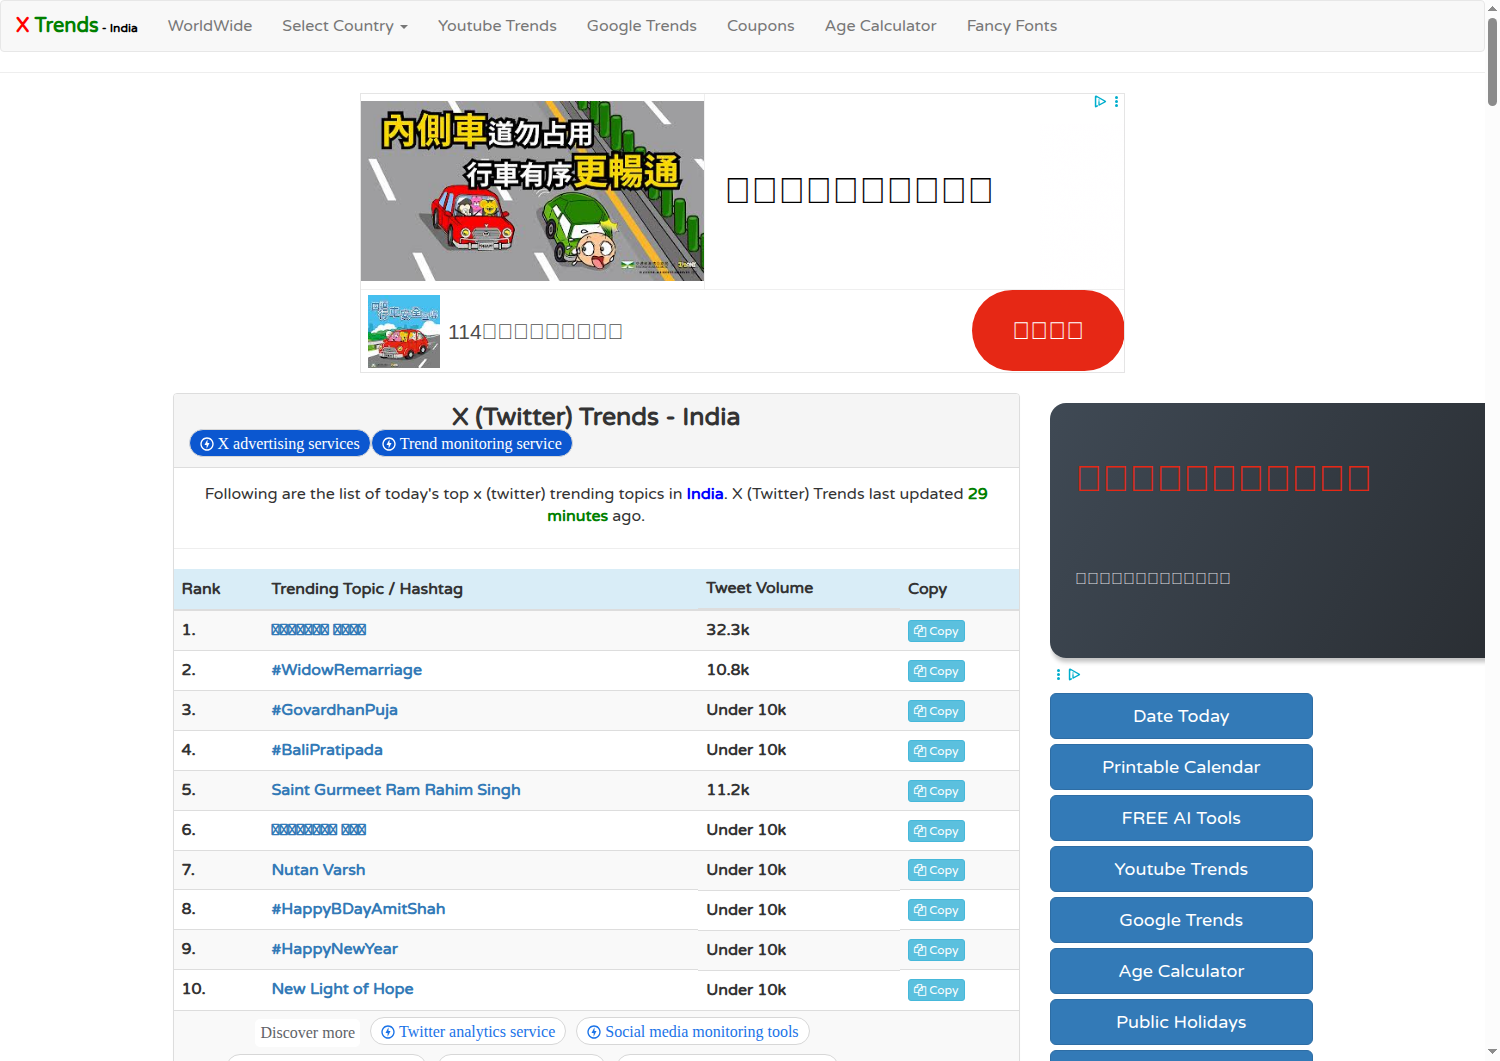 X Trends - India
WorldWide
Select Country
Youtube Trends
Google Trends
Coupons
Age Calculator
Fancy Fonts
內側車道勿占用
行車有序更暢通
114
X (Twitter) Trends - India
X advertising services
Trend monitoring service
Following are the list of today's top x (twitter) trending topics in India. X (Twitter) Trends last updated 29
minutes ago.
Rank Trending Topic / Hashtag Tweet Volume Copy
1. 32.3k Copy
2. #WidowRemarriage 10.8k Copy
3. #GovardhanPuja Under 10k Copy
4. #BaliPratipada Under 10k Copy
5. Saint Gurmeet Ram Rahim Singh 11.2k Copy
6. Under 10k Copy
7. Nutan Varsh Under 10k Copy
8. #HappyBDayAmitShah Under 10k Copy
9. #HappyNewYear Under 10k Copy
10. New Light of Hope Under 10k Copy
Discover more
Twitter analytics service
Social media monitoring tools
Date Today
Printable Calendar
FREE AI Tools
Youtube Trends
Google Trends
Age Calculator
Public Holidays